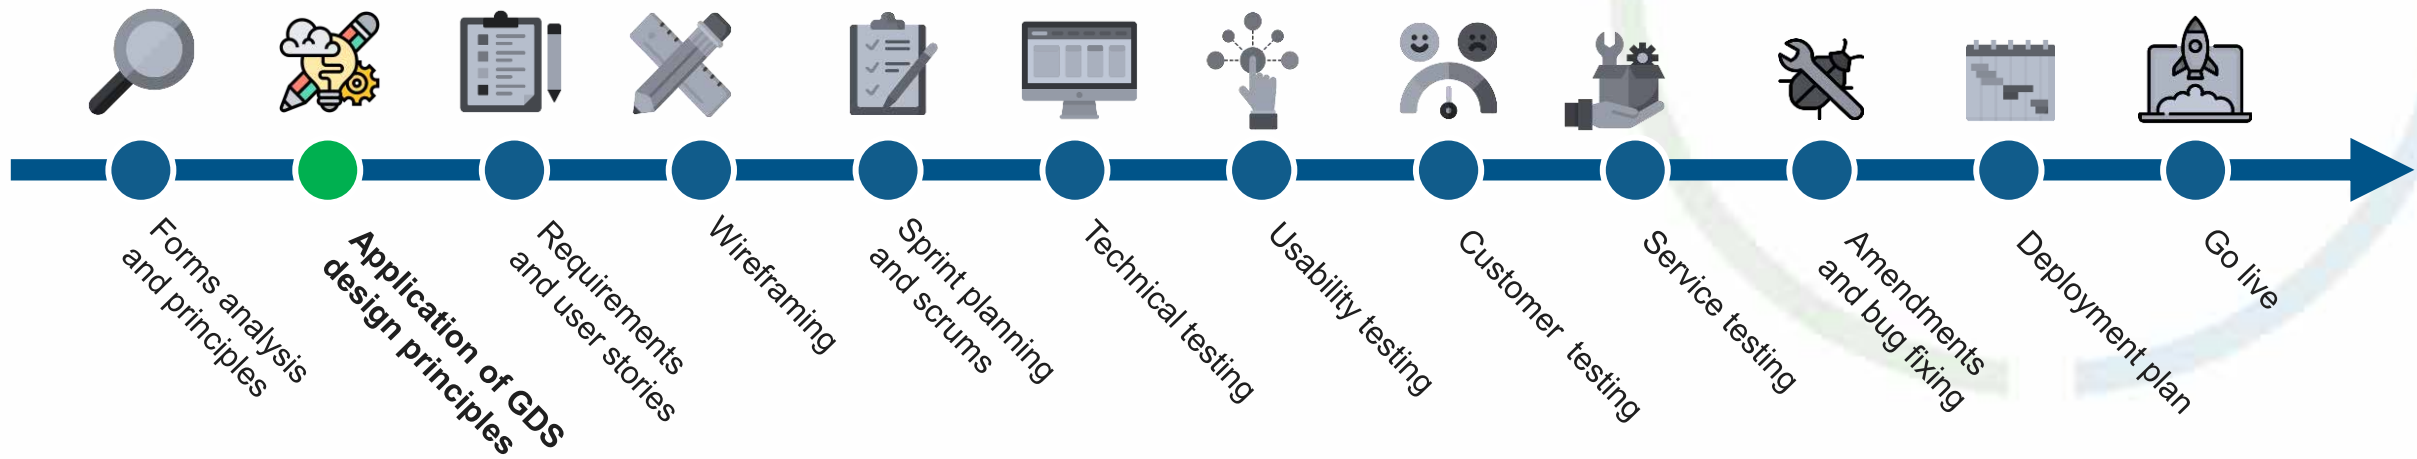 Forms analysis
and principles
Application of GDS
design principles
Requirements
and user stories
Wireframing
Sprint planning
and scrums
Technical testing
Usability testing
Customer testing
Service testing
Amendments
and bug fixing
Deployment plan
Go live